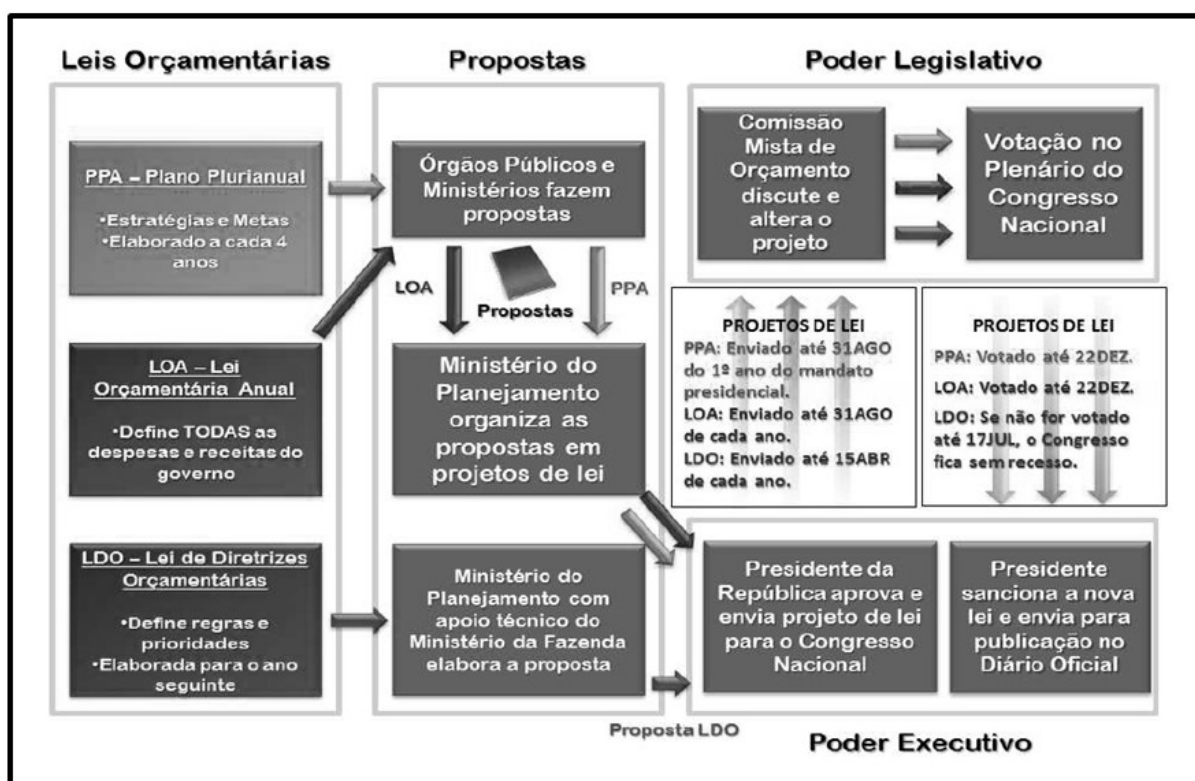 Leis Orçamentárias
PPA – Plano Plurianual
•Estratégias e Metas
•Elaborado a cada 4
anos
LOA – Lei
Orçamentária Anual
•Define TODAS as
despesas e receitas do
governo
LDO – Lei de Diretrizes
Orçamentárias
•Define regras e
prioridades
•Elaborada para o ano
seguinte
Propostas
Órgãos Públicos e
Ministérios fazem
propostas
LOA
Propostas
PPA
Ministério do
Planejamento
organiza as
propostas em
projetos de lei
Ministério do
Planejamento com
apoio técnico do
Ministério da Fazenda
elabora a proposta
Proposta LDO
Poder Legislativo
Comissão
Mista de
Orçamento
discute e
altera o
projeto
Votação no
Plenário do
Congresso
Nacional
PROJETOS DE LEI
PPA: Enviado até 31AGO
do 1º ano do mandato
presidencial.
LOA: Enviado até 31AGO
de cada ano.
LDO: Enviado até 15ABR
de cada ano.
PROJETOS DE LEI
PPA: Votado até 22DEZ.
LOA: Votado até 22DEZ.
LDO: Se não for votado
até 17JUL, o Congresso
fica sem recesso.
Presidente da
República aprova e
envia projeto de lei
para o Congresso
Nacional
Presidente
sanciona a nova
lei e envia para
publicação no
Diário Oficial
Poder Executivo